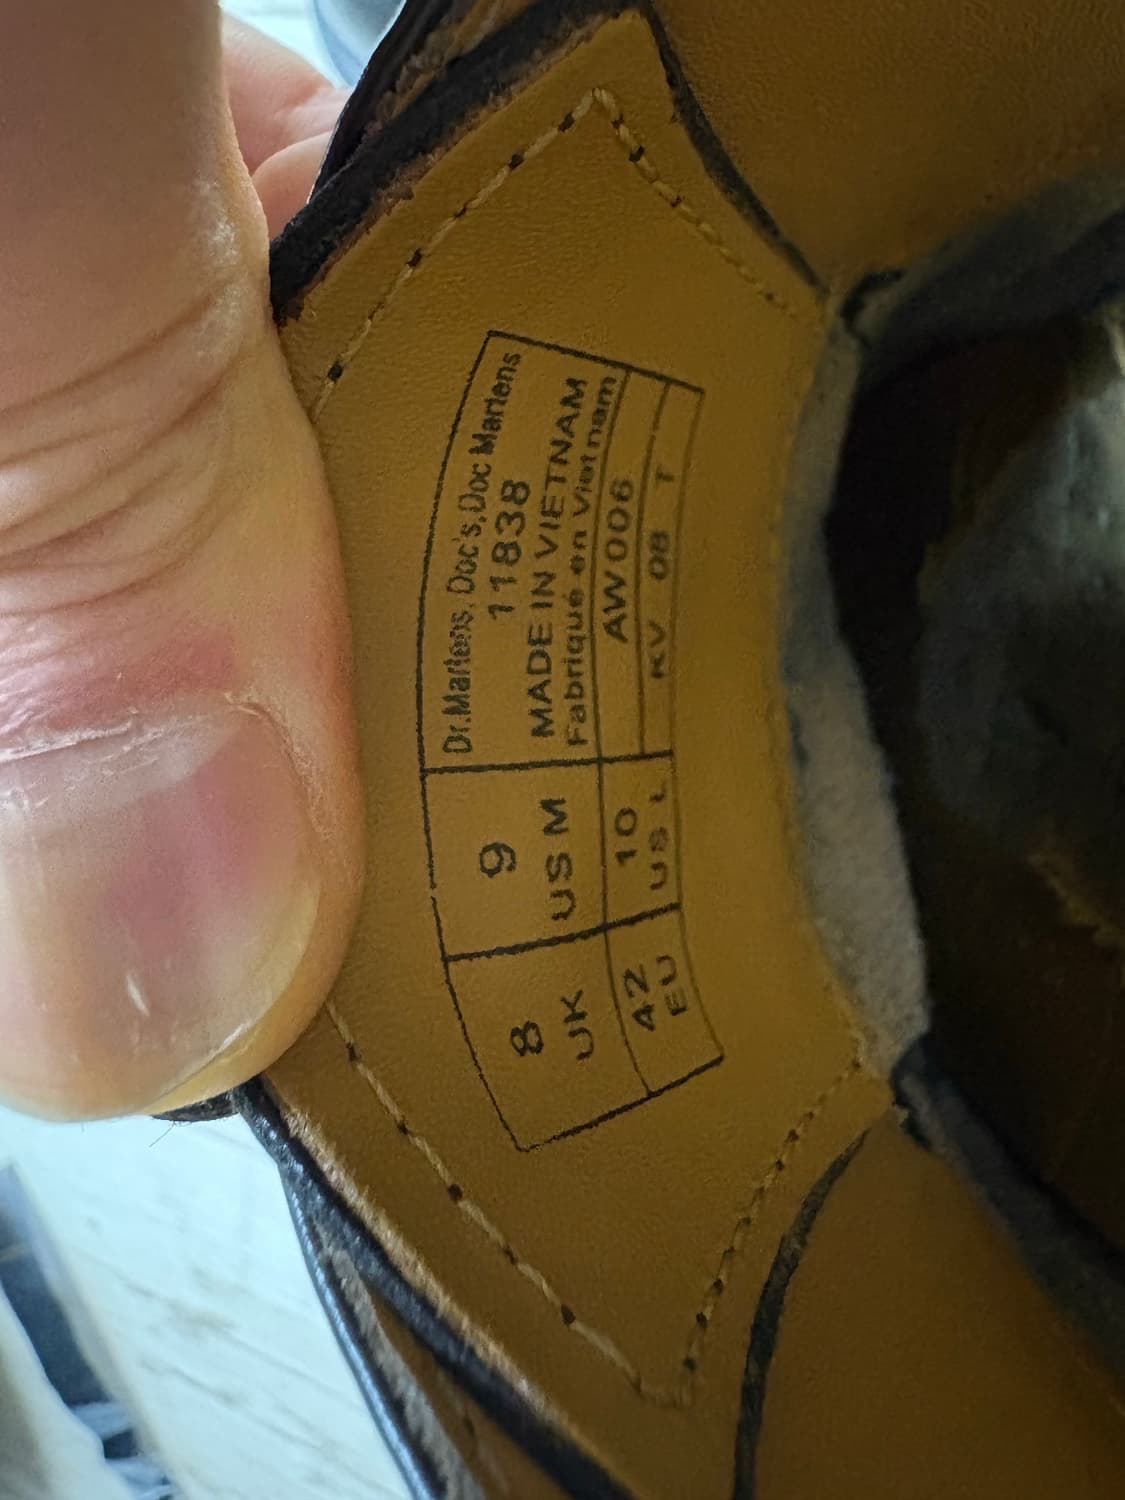 Dr.Martens, Doc's, Doc Martens
11838
MADE IN VIETNAM
Fabriqué en Vietnam
AW006
KV 08 T
9
US M
10
US L
8
UK
42
EU